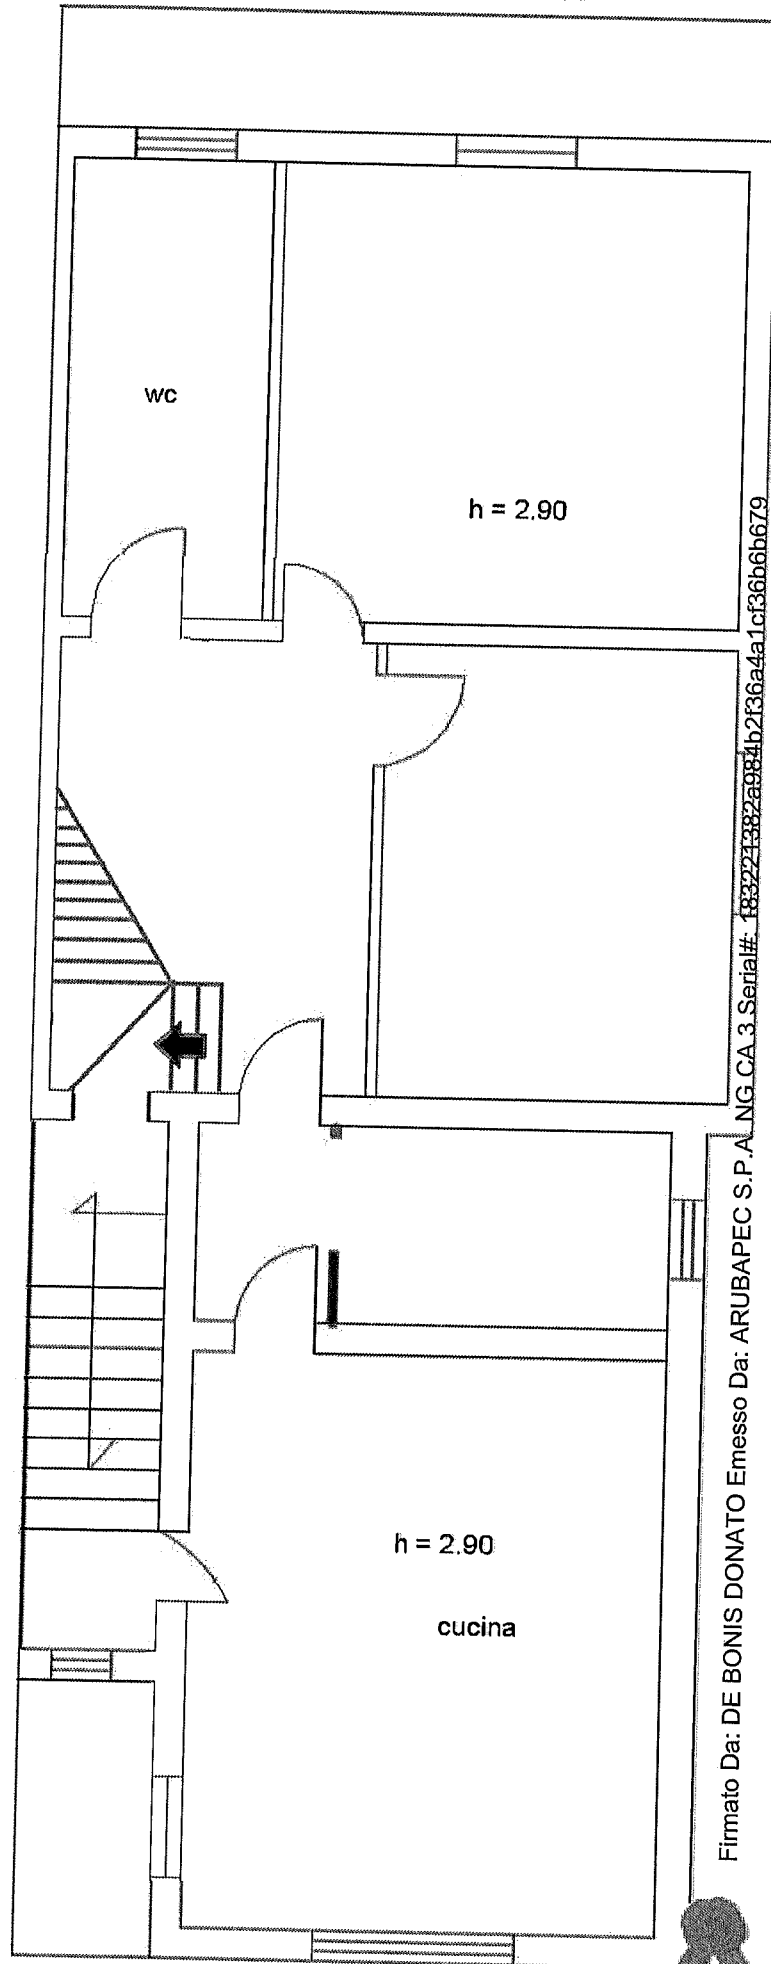 wc
h = 2.90
h = 2.90
cucina
Firmato Da: DE BONIS DONATO Emesso Da: ARUBAPEC S.P.A. NG CA 3 Serial#: 183221382a984b2f36a4a1cf36b6b679